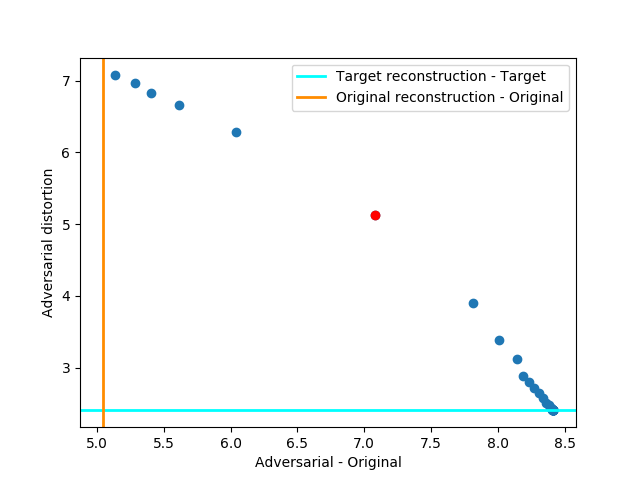 Target reconstruction - Target
Original reconstruction - Original
7
6
5
4
3
Adversarial distortion
5.0 5.5 6.0 6.5 7.0 7.5 8.0 8.5
Adversarial - Original